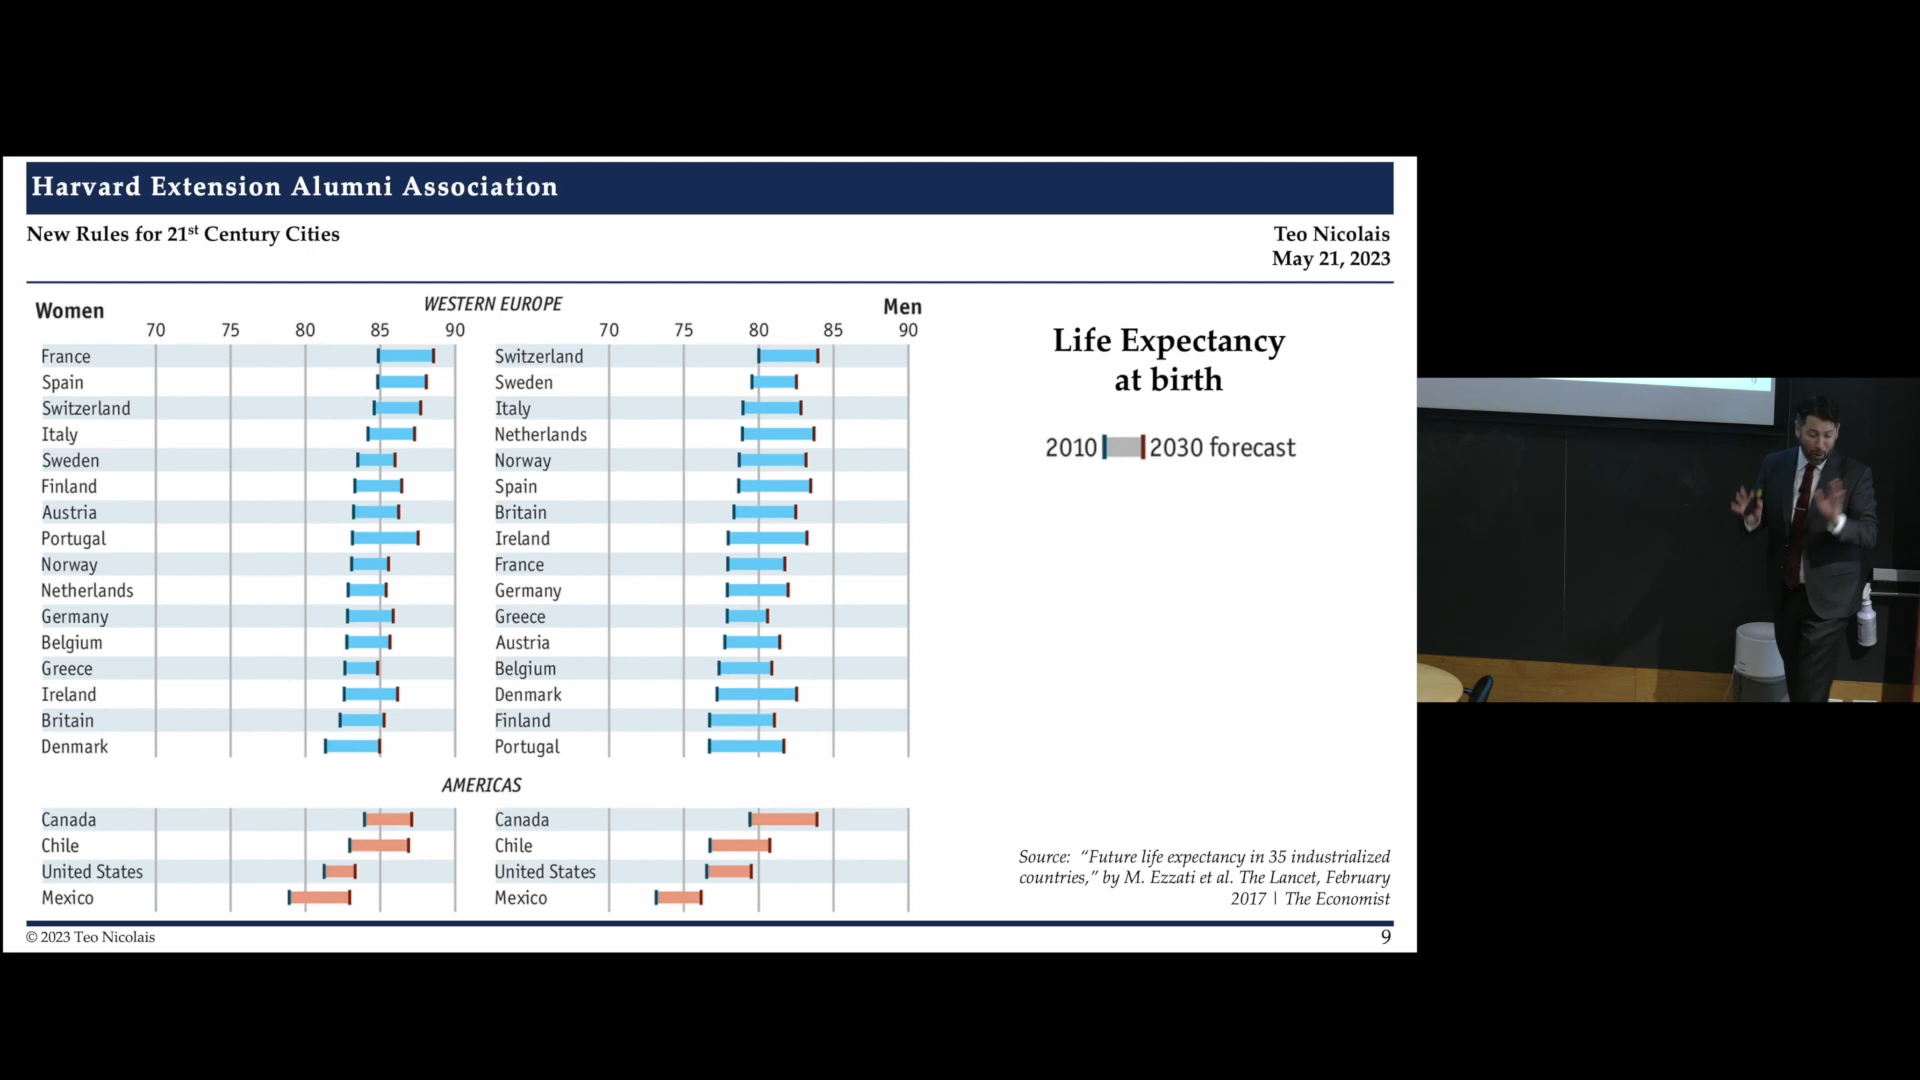 Harvard Extension Alumni Association
New Rules for 21st Century Cities
Teo Nicolais
May 21, 2023
WESTERN EUROPE
Women
Men
70 75 80 85 90
70 75 80 85 90
France
Spain
Switzerland
Italy
Sweden
Finland
Austria
Portugal
Norway
Netherlands
Germany
Belgium
Greece
Ireland
Britain
Denmark
Switzerland
Sweden
Italy
Netherlands
Norway
Spain
Britain
Ireland
France
Germany
Greece
Austria
Belgium
Denmark
Finland
Portugal
AMERICAS
Canada
Chile
United States
Mexico
Canada
Chile
United States
Mexico
Life Expectancy
at birth
2010 2030 forecast
Source: “Future life expectancy in 35 industrialized
countries,” by M. Ezzati et al. The Lancet, February
2017 | The Economist
© 2023 Teo Nicolais
9
9